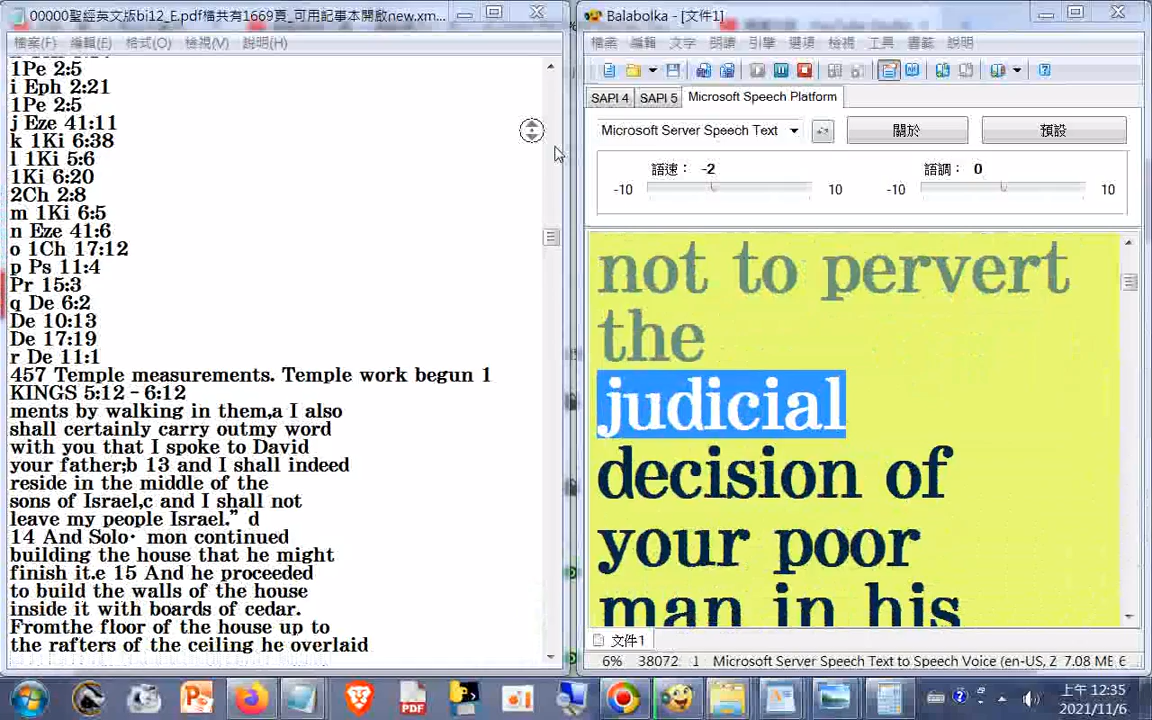 00000聖經英文版bi12_E.pdf檔共有1669頁_可用記事本開啟new.xm...
檔案(F) 編輯(E) 格式(O) 檢視(V) 說明(H)
1Pe 2:5
i Eph 2:21
1Pe 2:5
j Eze 41:11
k 1Ki 6:38
l 1Ki 5:6
1Ki 6:20
2Ch 2:8
m 1Ki 6:5
n Eze 41:6
o 1Ch 17:12
p Ps 11:4
Pr 15:3
q De 6:2
De 10:13
De 17:19
r De 11:1
457 Temple measurements. Temple work begun 1
KINGS 5:12–6:12
ments by walking in them,a I also
shall certainly carry outmy word
with you that I spoke to David
your father;b 13 and I shall indeed
reside in the middle of the
sons of Israel,c and I shall not
leave my people Israel.” d
14 And Solo· mon continued
building the house that he might
finish it.e 15 And he proceeded
to build the walls of the house
inside it with boards of cedar.
Fromthe floor of the house up to
the rafters of the ceiling he overlaid
Balabolka - [文件1]
檔案 編輯 文字 朗讀 引擎 選項 檢視 工具 書籤 說明
SAPI 4 SAPI 5 Microsoft Speech Platform
Microsoft Server Speech Text 關於 預設
語速： -2 語調： 0
-10 10 -10 10
not to pervert
the
judicial
decision of
your poor
man in his
文件1
6% 38072 1 Microsoft Server Speech Text to Speech Voice (en-US, Z 7.08 MB 6
PDF
上午 12:35
2021/11/6